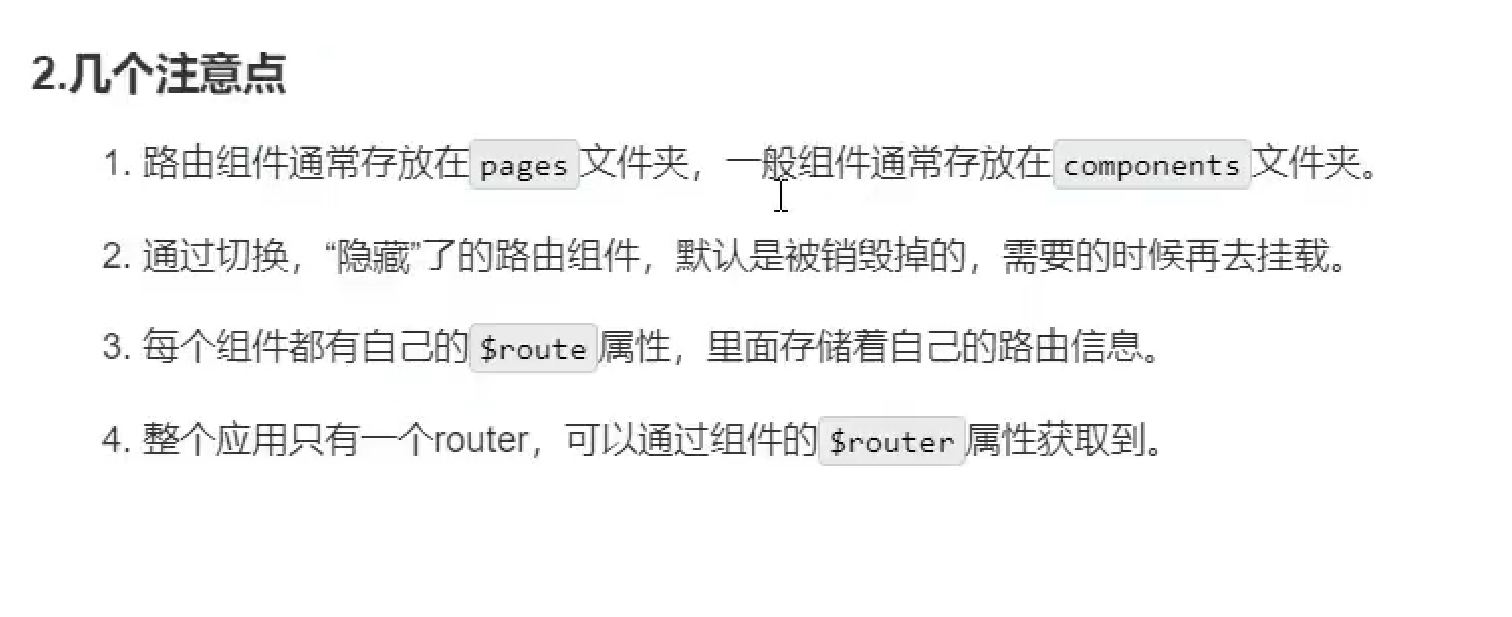 2.几个注意点
1. 路由组件通常存放在pages文件夹，一般组件通常存放在components文件夹。
2. 通过切换，“隐藏”了的路由组件，默认是被销毁掉的，需要的时候再去挂载。
3. 每个组件都有自己的$route属性，里面存储着自己的路由信息。
4. 整个应用只有一个router，可以通过组件的$router属性获取到。